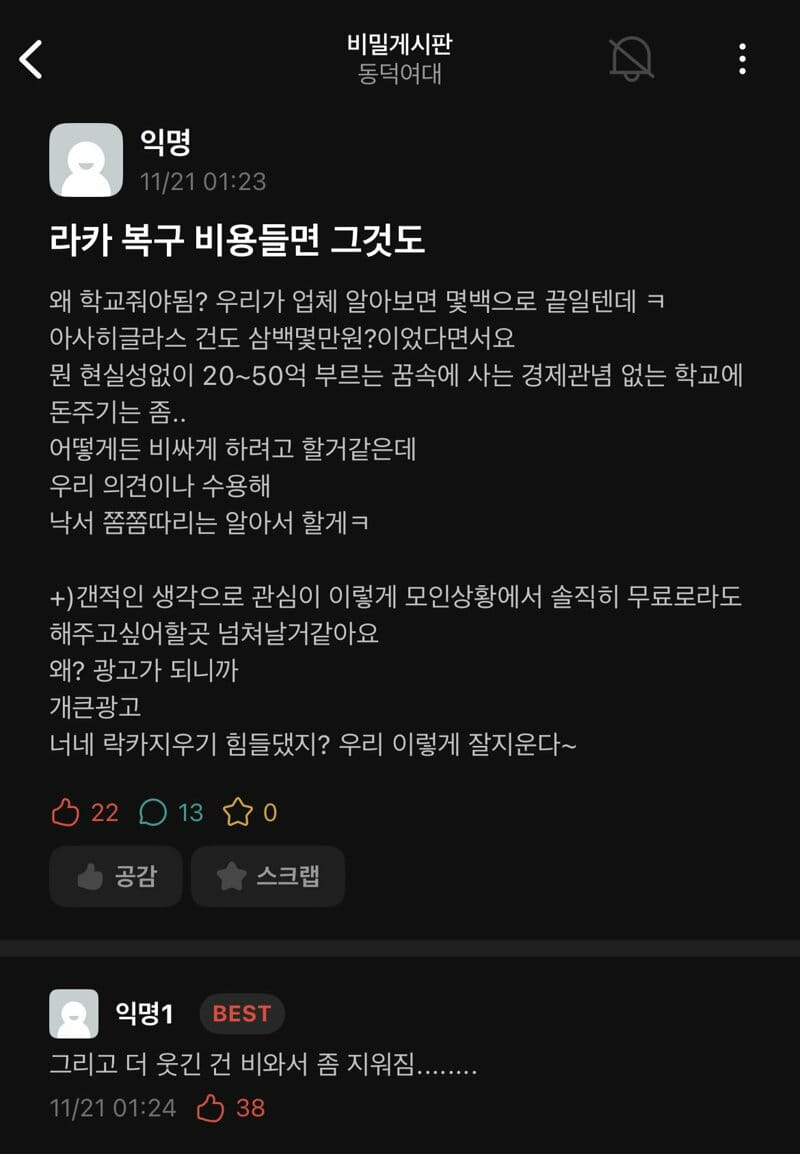 비밀게시판
동덕여대
익명
11/21 01:23
라카 복구 비용들면 그것도
왜 학교줘야됨? 우리가 업체 알아보면 몇백으로 끝일텐데 ㅋ
아사히글라스 건도 삼백몇만원?이었다면서요
뭔 현실성없이 20~50억 부르는 꿈속에 사는 경제관념 없는 학교에
돈주기는 좀..
어떻게든 비싸게 하려고 할거같은데
우리 의견이나 수용해
낙서 쫌쫌따리는 알아서 할게ㅋ
+)갠적인 생각으로 관심이 이렇게 모인상황에서 솔직히 무료로라도
해주고싶어할곳 넘쳐날거같아요
왜? 광고가 되니까
개큰광고
너네 락카지우기 힘들댔지? 우리 이렇게 잘지운다~
22 13 0
공감 스크랩
익명1 BEST
그리고 더 웃긴 건 비와서 좀 지워짐........
11/21 01:24 38